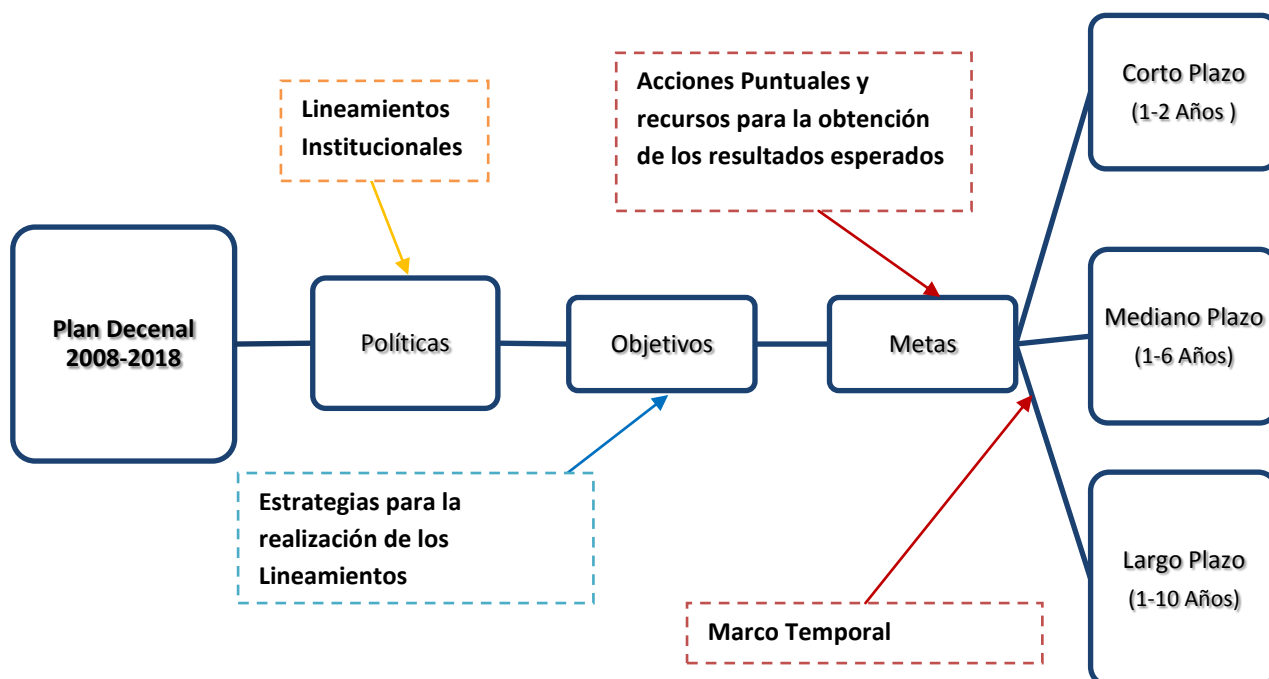 Lineamientos
Institucionales
Acciones Puntuales y
recursos para la obtención
de los resultados esperados
Corto Plazo
(1-2 Años )
Plan Decenal
2008-2018
Políticas
Objetivos
Metas
Mediano Plazo
(1-6 Años)
Estrategias para la
realización de los
Lineamientos
Marco Temporal
Largo Plazo
(1-10 Años)